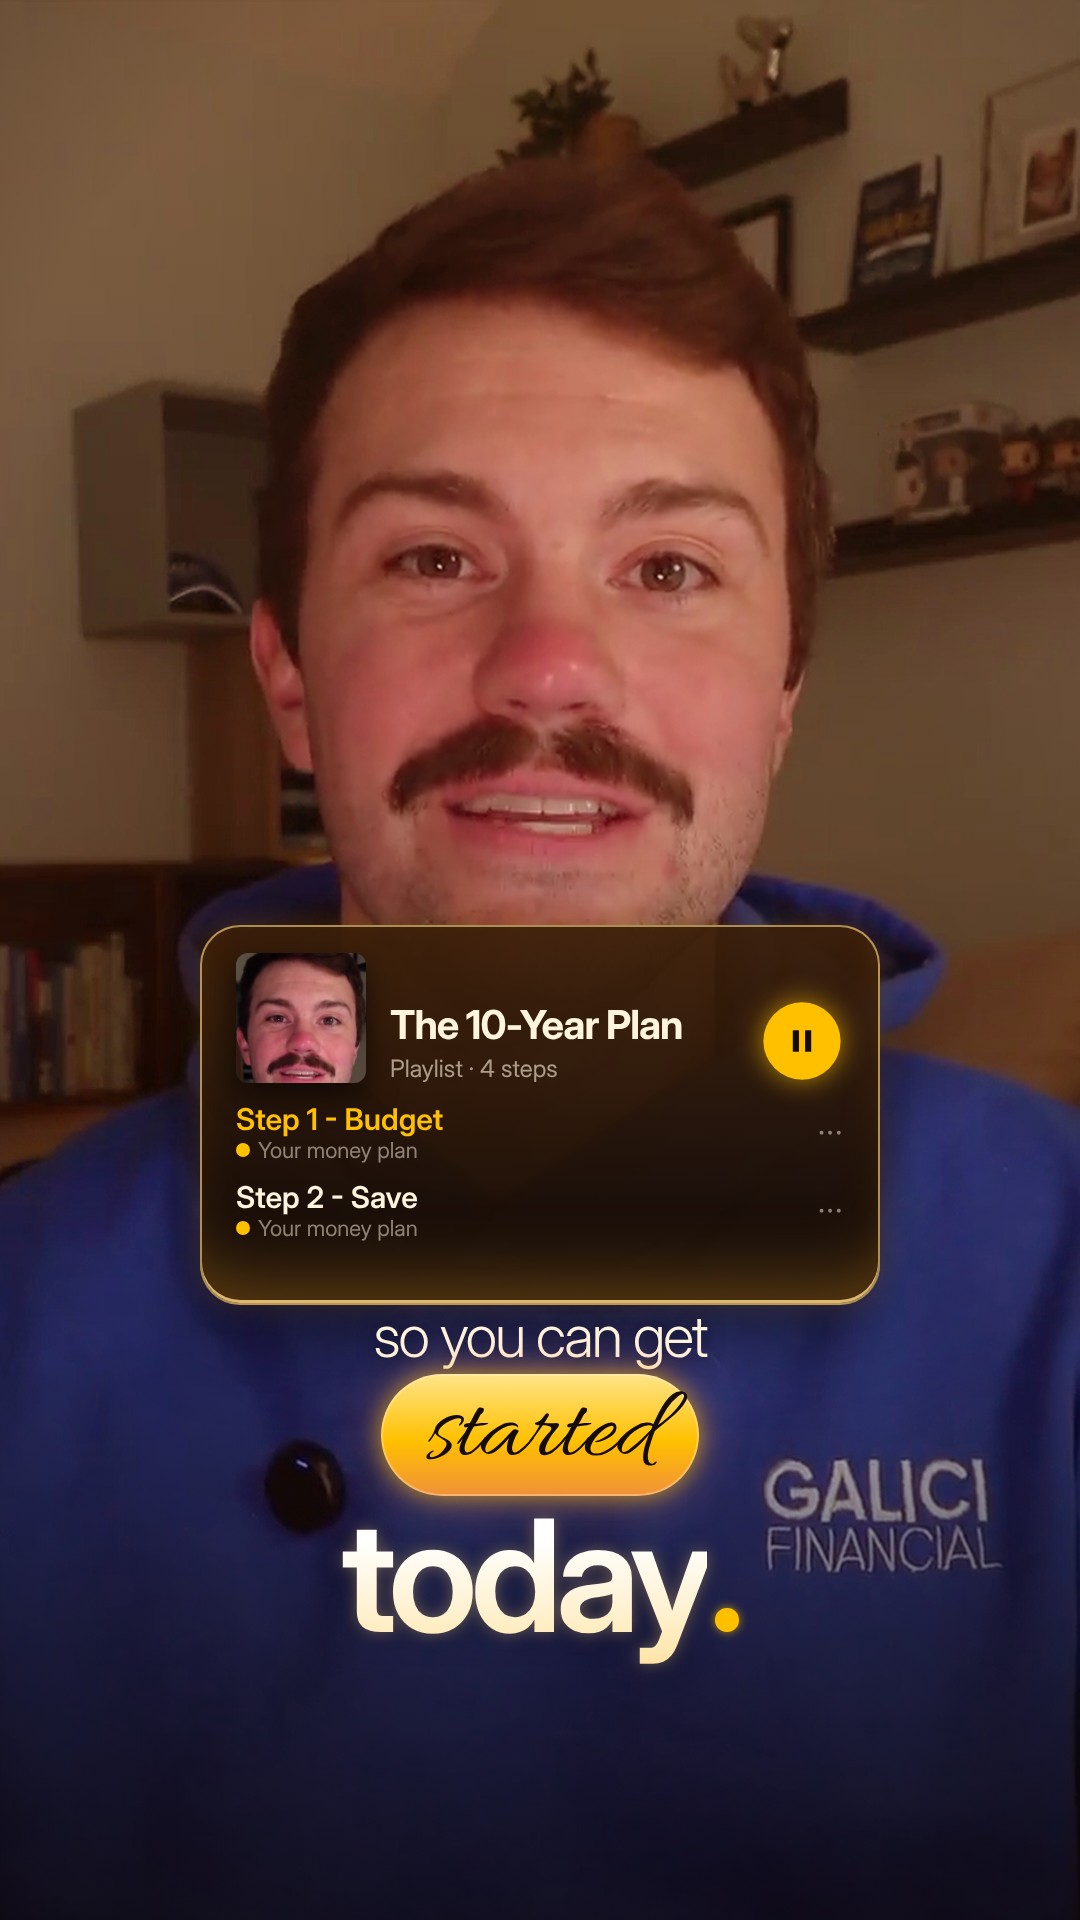 The 10-Year Plan
Playlist · 4 steps
Step 1 - Budget
Your money plan
...
Step 2 - Save
Your money plan
...
so you can get
started
today.
GALICI
FINANCIAL